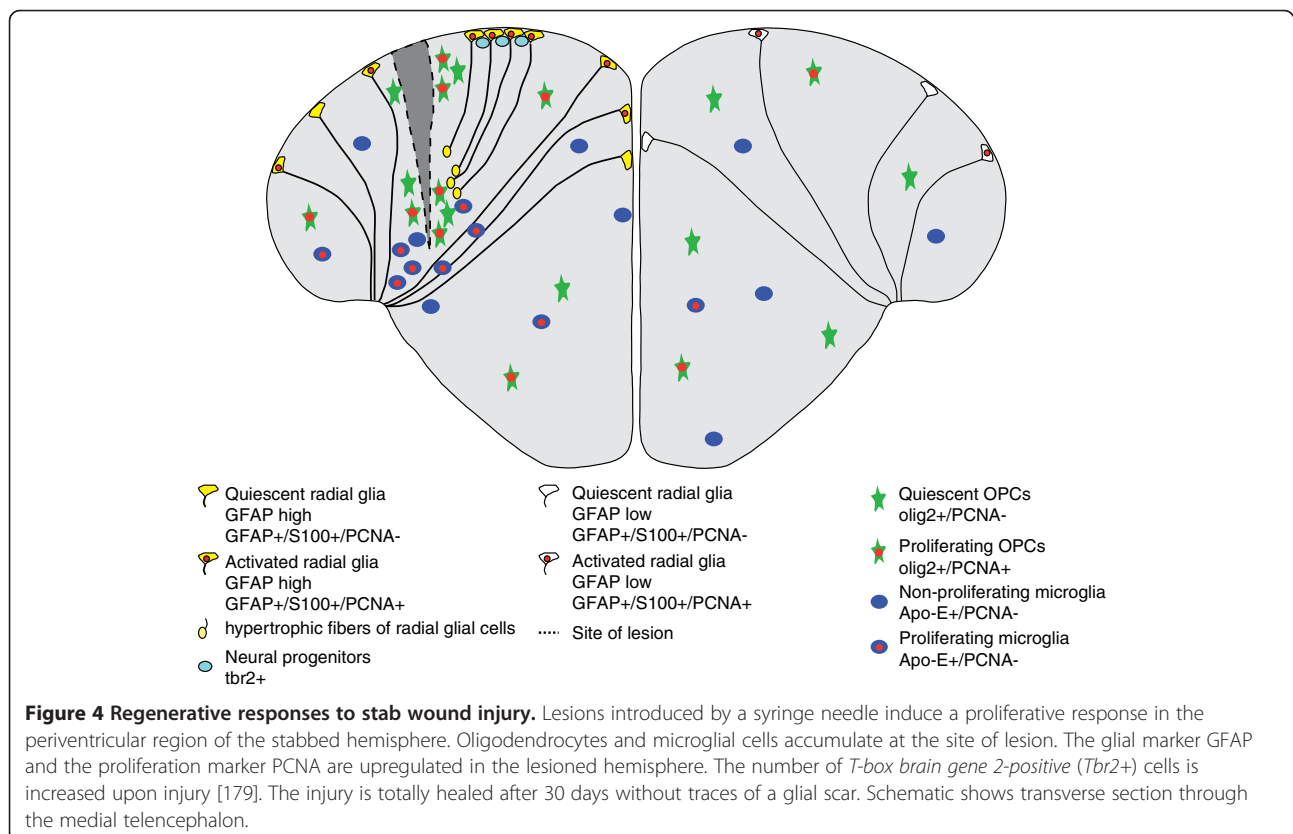 Quiescent radial glia
GFAP high
GFAP+/S100+/PCNA-
Activated radial glia
GFAP high
GFAP+/S100+/PCNA+
hypertrophic fibers of radial glial cells
Neural progenitors
tbr2+
Quiescent radial glia
GFAP low
GFAP+/S100+/PCNA-
Activated radial glia
GFAP low
GFAP+/S100+/PCNA+
Site of lesion
Quiescent OPCs
olig2+/PCNA-
Proliferating OPCs
olig2+/PCNA+
Non-proliferating microglia
Apo-E+/PCNA-
Proliferating microglia
Apo-E+/PCNA-
Figure 4 Regenerative responses to stab wound injury. Lesions introduced by a syringe needle induce a proliferative response in the
periventricular region of the stabbed hemisphere. Oligodendrocytes and microglial cells accumulate at the site of lesion. The glial marker GFAP
and the proliferation marker PCNA are upregulated in the lesioned hemisphere. The number of T-box brain gene 2-positive (Tbr2+) cells is
increased upon injury [179]. The injury is totally healed after 30 days without traces of a glial scar. Schematic shows transverse section through
the medial telencephalon.